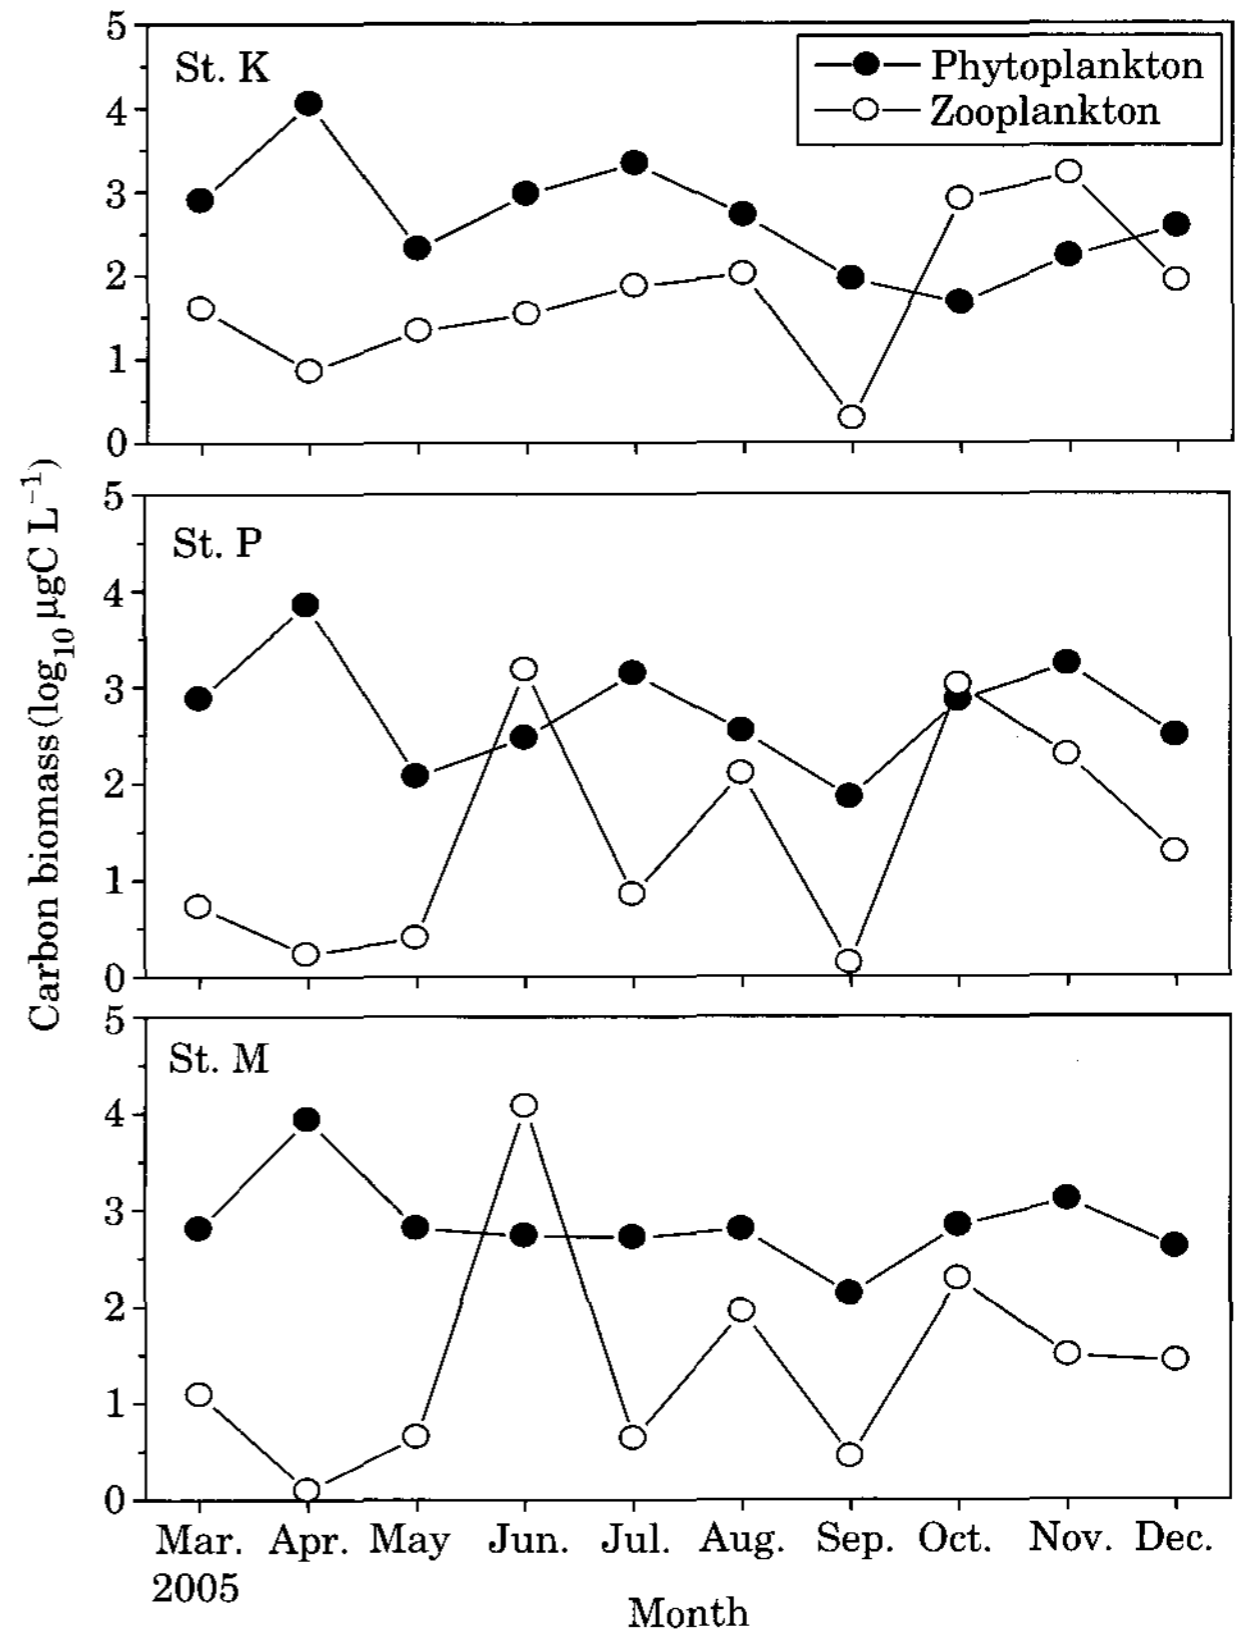 5
4
3
2
1
0
St. K
Phytoplankton
Zooplankton
5
4
3
2
1
0
St. P
5
4
3
2
1
0
St. M
Carbon biomass (log₁₀ µgC L⁻¹)
Mar. Apr. May Jun. Jul. Aug. Sep. Oct. Nov. Dec.
2005
Month